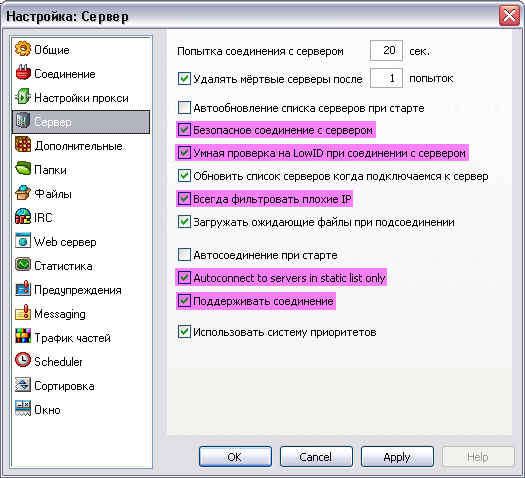 Настройка: Сервер
Общие
Соединение
Настройки прокси
Сервер
Дополнительные
Папки
Файлы
IRC
Web сервер
Статистика
Предупреждения
Messaging
Трафик частей
Scheduler
Сортировка
Окно
Попытка соединения с сервером 20 сек.
Удалять мёртвые серверы после 1 попыток
Автообновление списка серверов при старте
Безопасное соединение с сервером
Умная проверка на LowID при соединении с сервером
Обновить список серверов когда подключаемся к сервер
Всегда фильтровать плохие IP
Загружать ожидающие файлы при подсоединении
Автосоединение при старте
Autoconnect to servers in static list only
Поддерживать соединение
Использовать систему приоритетов
OK Cancel Apply Help